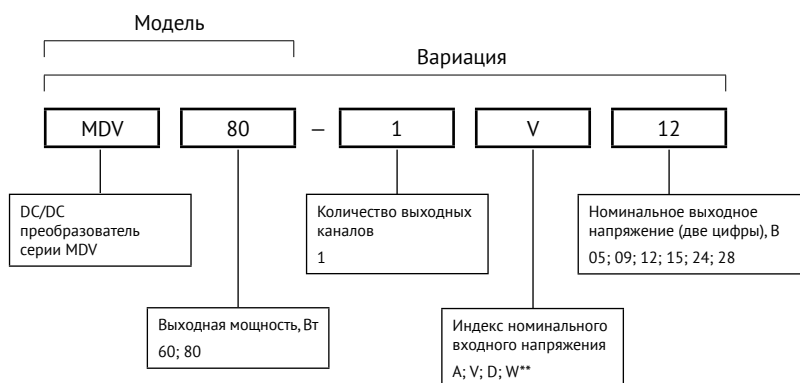 Модель
Вариация
MDV 80 – 1 V 12
DC/DC
преобразователь
серии MDV
Количество выходных
каналов
1
Номинальное выходное
напряжение (две цифры), В
05; 09; 12; 15; 24; 28
Выходная мощность, Вт
60; 80
Индекс номинального
входного напряжения
A; V; D; W**